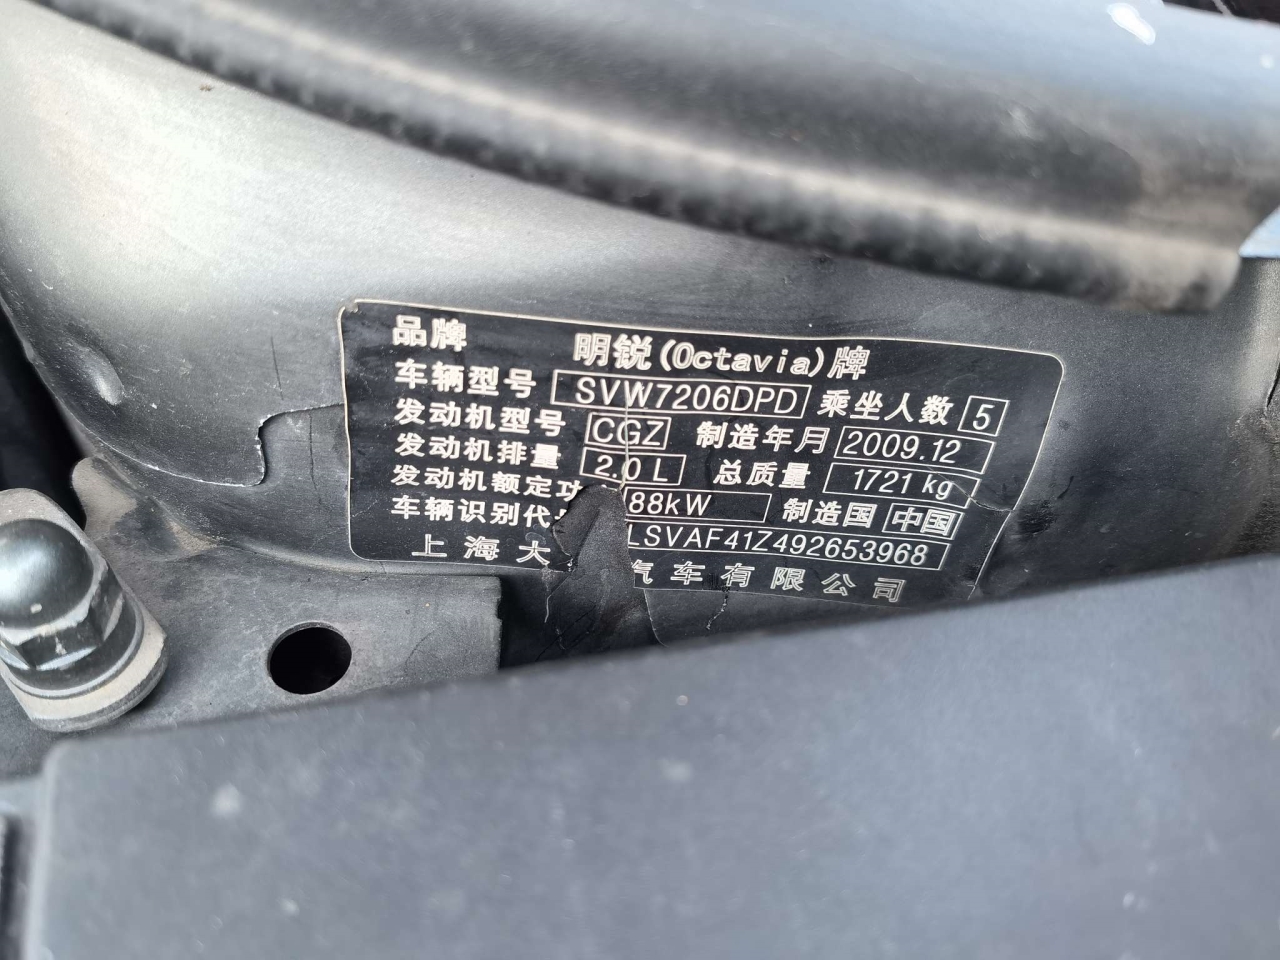 品牌 明锐(Octavia)牌
车辆型号 SVW7206DPD 乘坐人数 5
发动机型号 CGZ 制造年月 2009.12
发动机排量 2.0 L 总质量 1721 kg
发动机额定功 88kW 制造国 中国
车辆识别代 LSVAF41Z492653968
上海大 汽车有限公司